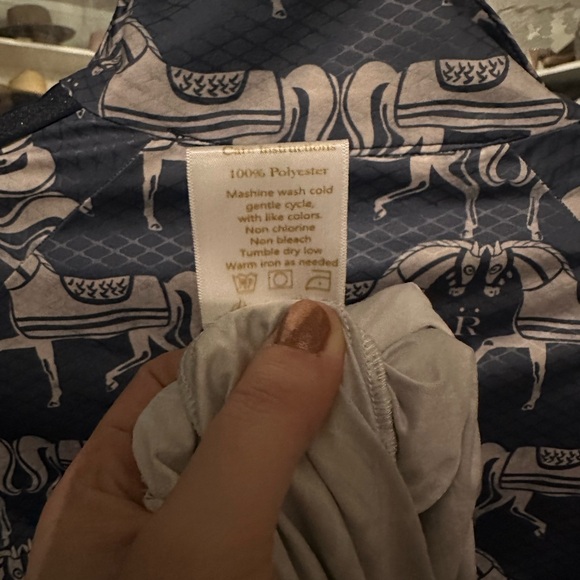 Care Instructions
100% Polyester
Mashine wash cold
gentle cycle,
with like colors.
Non chlorine
Non bleach
Tumble dry low
Warm iron as needed
R̈